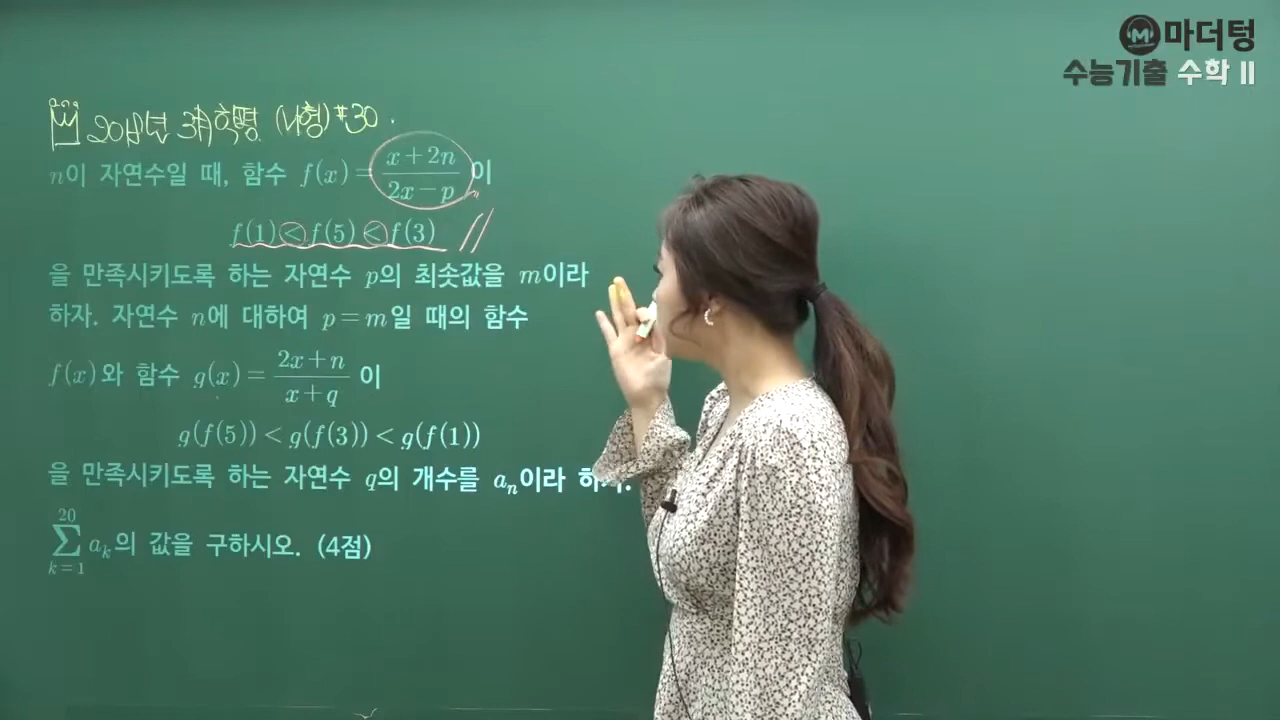 마더텅
수능기출 수학 II
2018년 3월 학평 (나형) #30.
n이 자연수일 때, 함수 f(x) = \frac{x+2n}{2x-p} 이
f(1) < f(5) < f(3)
을 만족시키도록 하는 자연수 p의 최솟값을 m이라
하자. 자연수 n에 대하여 p=m일 때의 함수
f(x)와 함수 g(x) = \frac{2x+n}{x+q} 이
g(f(5)) < g(f(3)) < g(f(1))
을 만족시키도록 하는 자연수 q의 개수를 a_n이라
\sum_{k=1}^{20} a_k의 값을 구하시오. (4점)